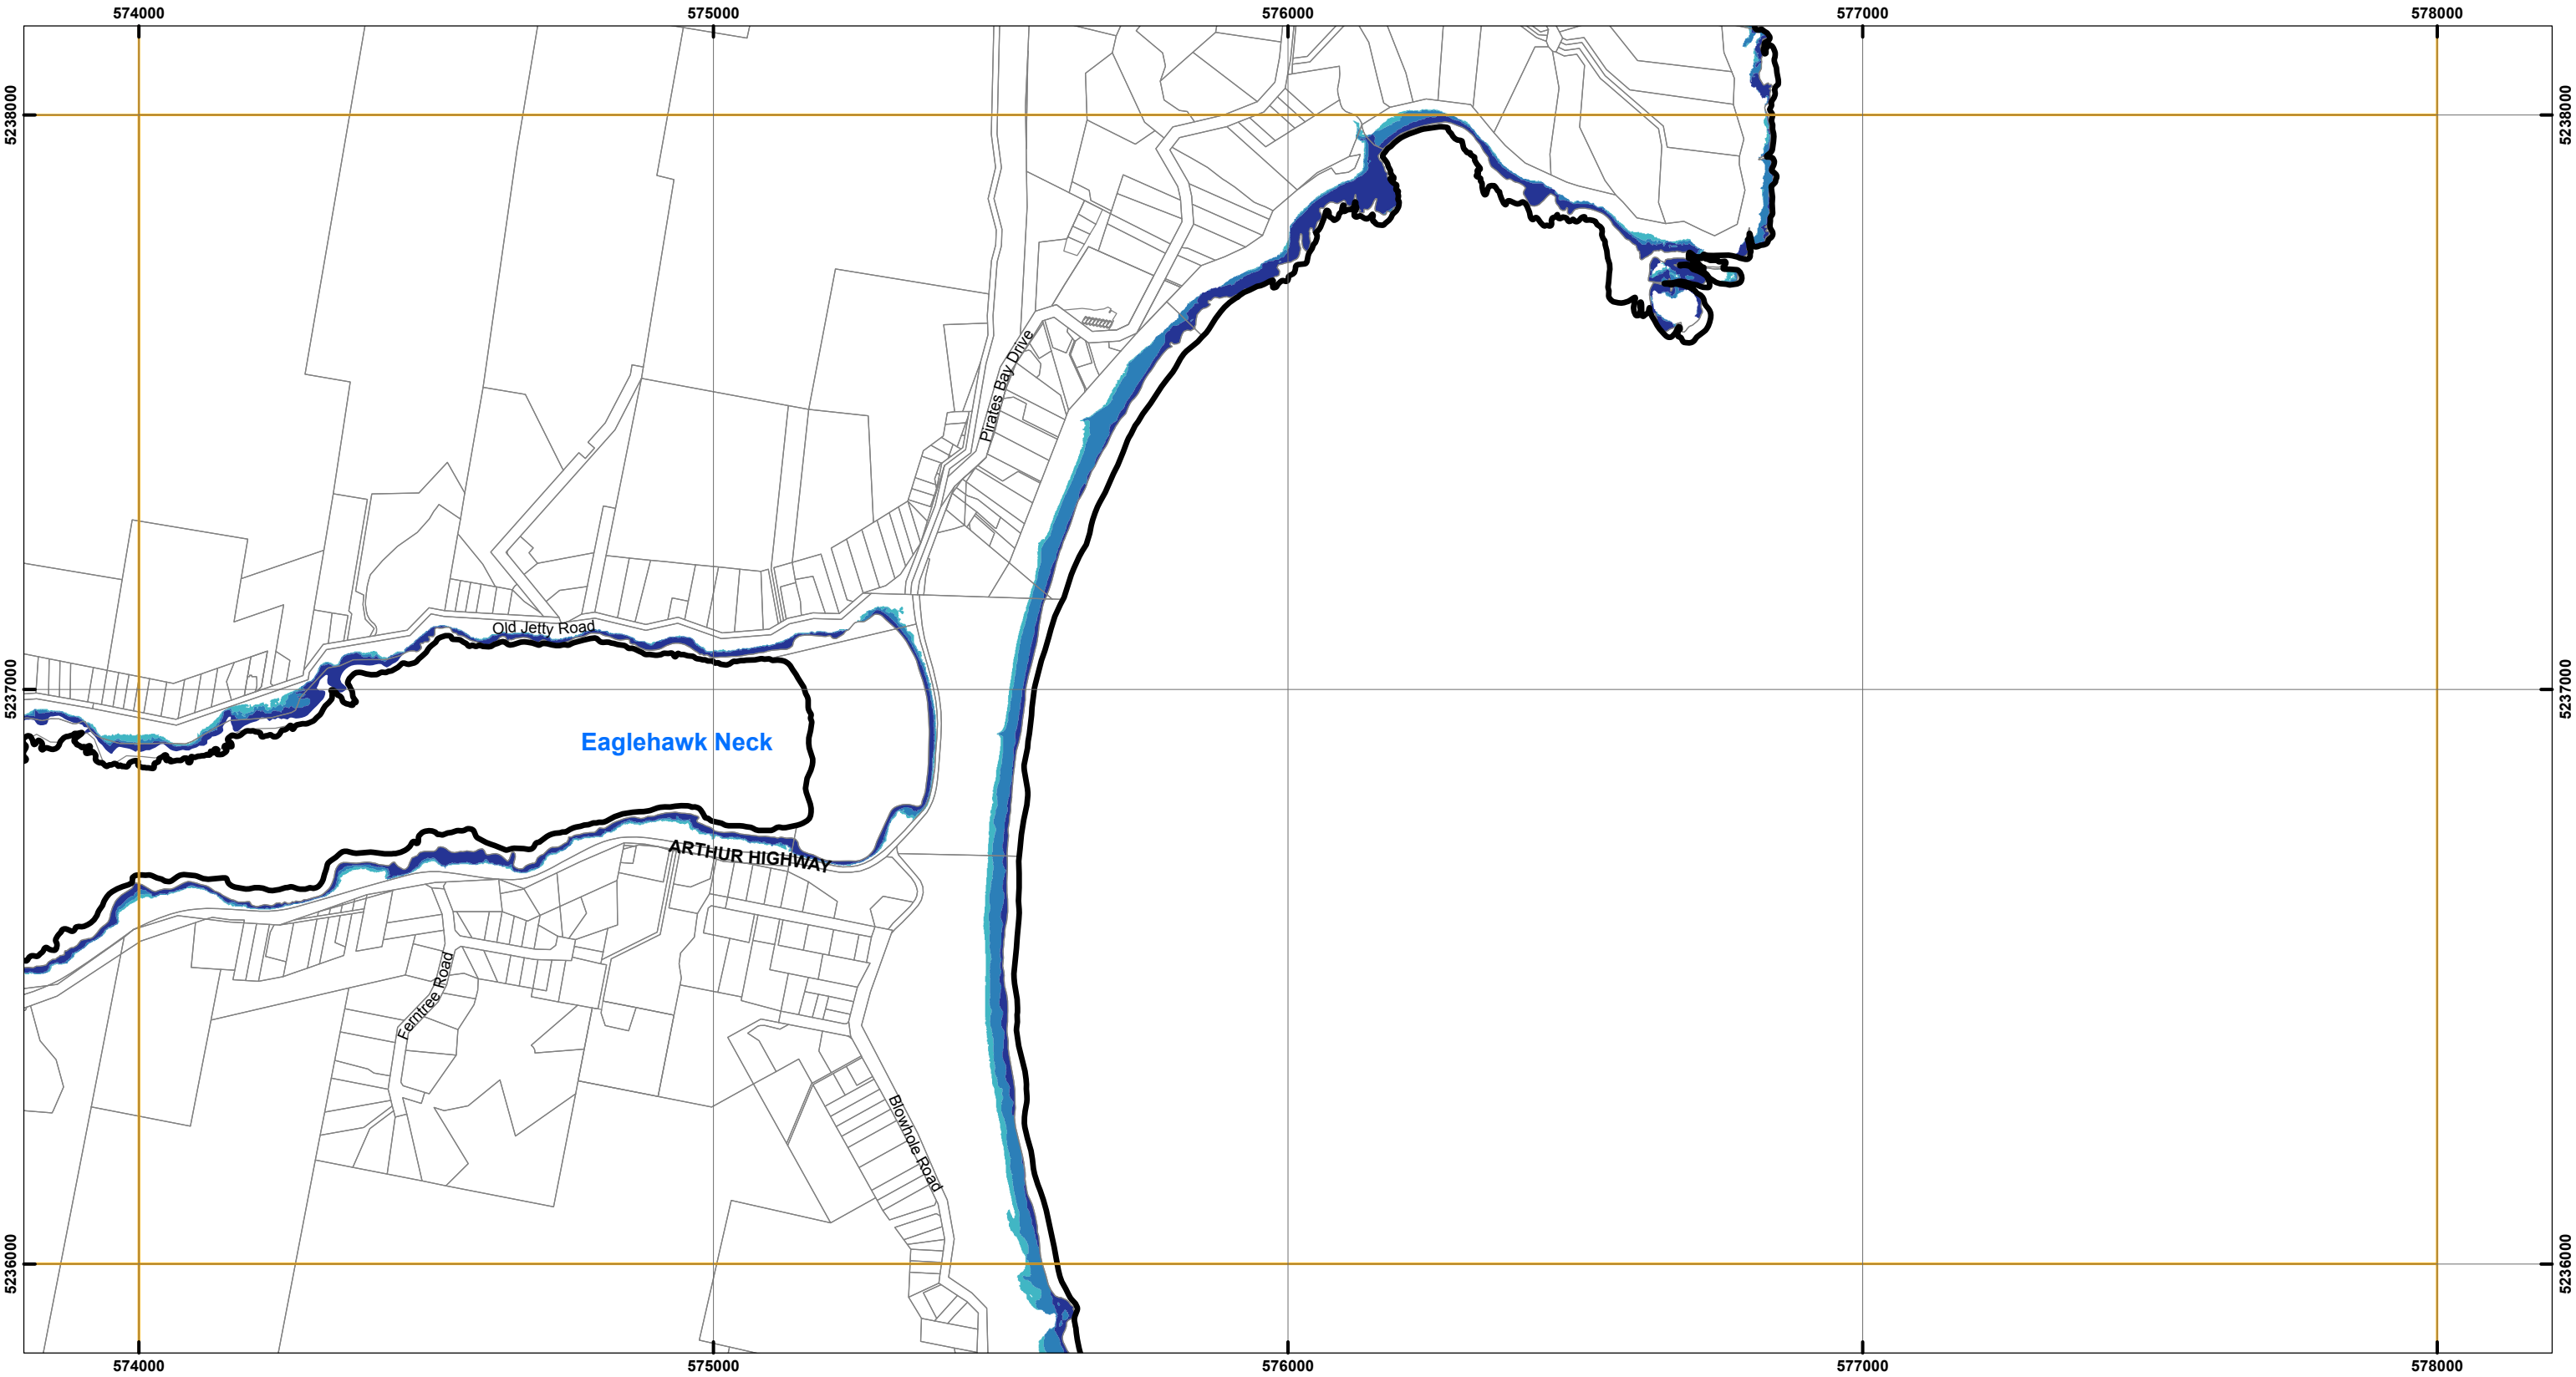 574000 575000 576000 577000 578000
5238000 5238000
Pirates Bay Drive
Old Jetty Road
5237000 5237000
Eaglehawk Neck
ARTHUR HIGHWAY
Ferntree Road
Blowhole Road
5236000 5236000
574000 575000 576000 577000 578000